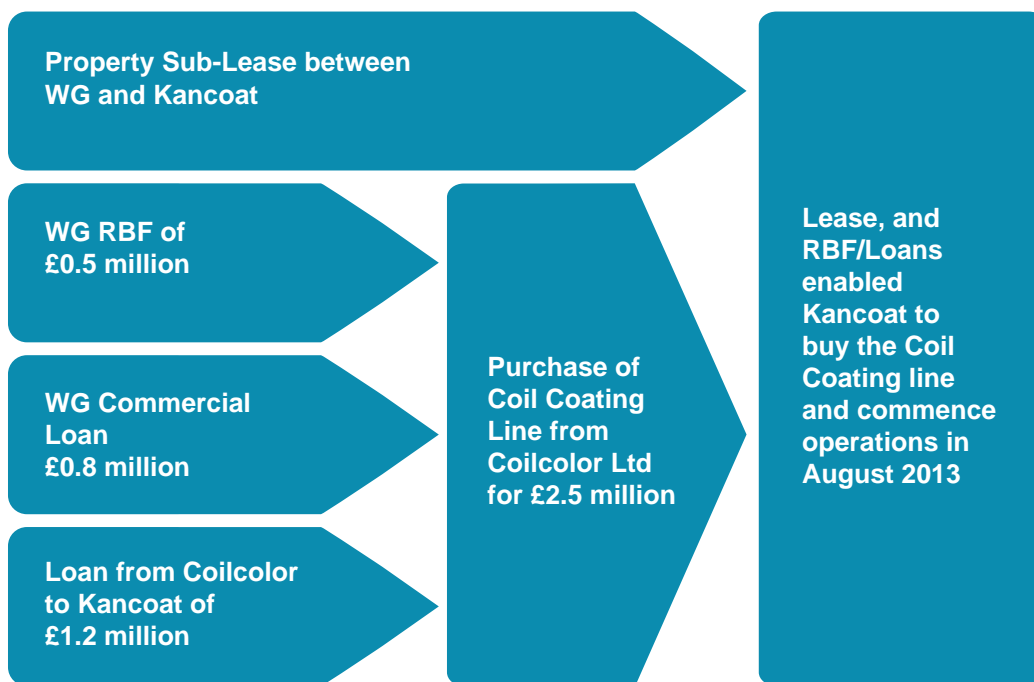 Property Sub-Lease between
WG and Kancoat
WG RBF of
£0.5 million
WG Commercial
Loan
£0.8 million
Loan from Coilcolor
to Kancoat of
£1.2 million
Purchase of
Coil Coating
Line from
Coilcolor Ltd
for £2.5 million
Lease, and
RBF/Loans
enabled
Kancoat to
buy the Coil
Coating line
and commence
operations in
August 2013